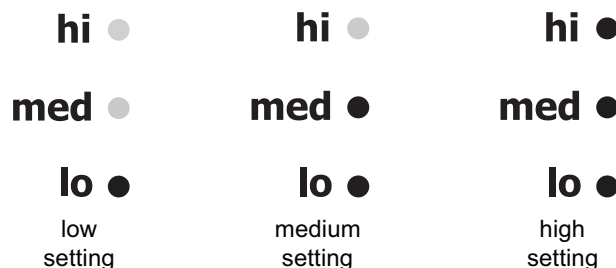 hi hi hi
med med med
lo lo lo
low medium high
setting setting setting